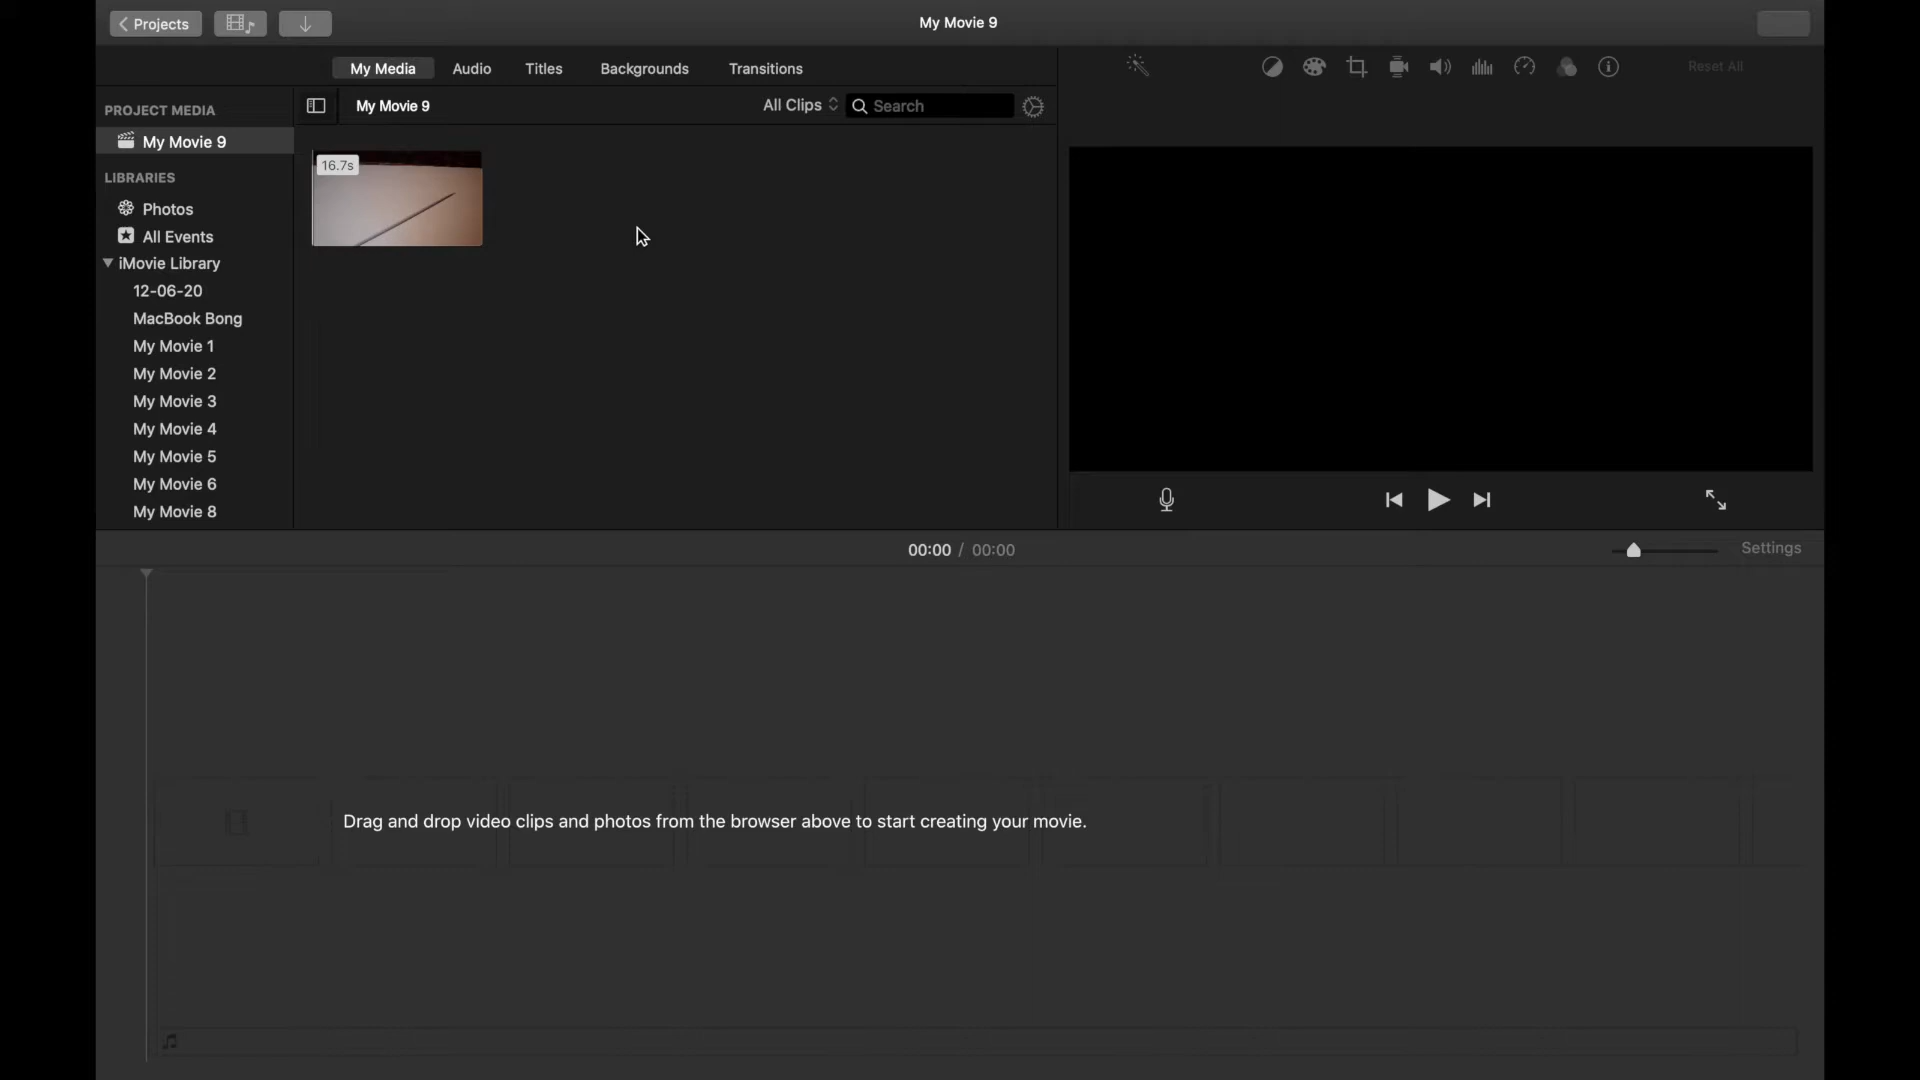 Projects
My Movie 9
My Media
Audio
Titles
Backgrounds
Transitions
Reset All
PROJECT MEDIA
My Movie 9
My Movie 9
All Clips
Search
16.7s
LIBRARIES
Photos
All Events
iMovie Library
12-06-20
MacBook Bong
My Movie 1
My Movie 2
My Movie 3
My Movie 4
My Movie 5
My Movie 6
My Movie 8
00:00 / 00:00
Settings
Drag and drop video clips and photos from the browser above to start creating your movie.